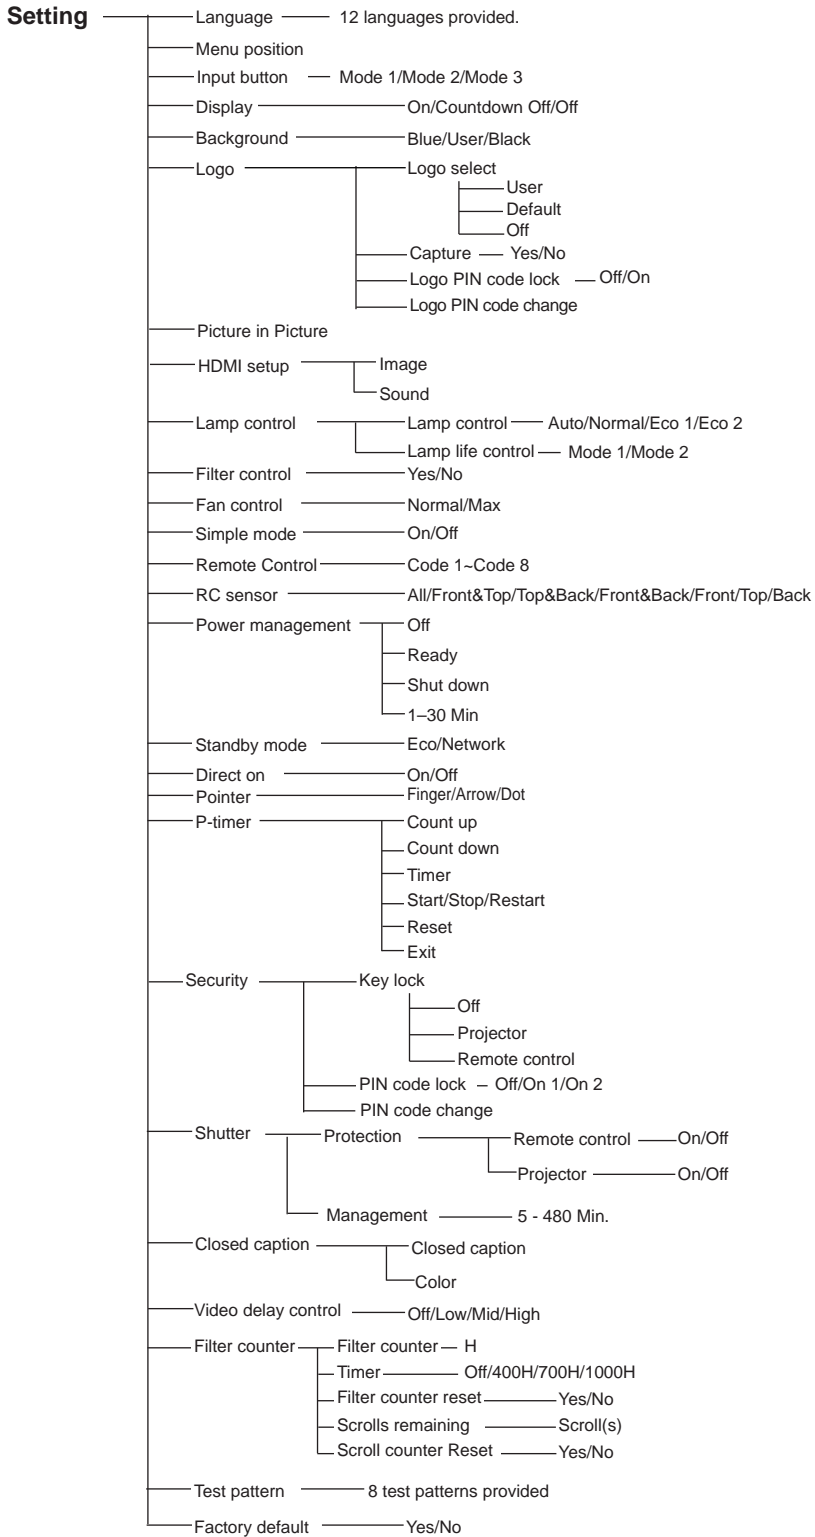 Setting
Language 12 languages provided.
Menu position
Input button Mode 1/Mode 2/Mode 3
Display On/Countdown Off/Off
Background Blue/User/Black
Logo Logo select
User
Default
Off
Capture Yes/No
Logo PIN code lock Off/On
Logo PIN code change
Picture in Picture
HDMI setup Image
Sound
Lamp control Lamp control Auto/Normal/Eco 1/Eco 2
Lamp life control Mode 1/Mode 2
Filter control Yes/No
Fan control Normal/Max
Simple mode On/Off
Remote Control Code 1~Code 8
RC sensor All/Front&Top/Top&Back/Front&Back/Front/Top/Back
Power management Off
Ready
Shut down
1–30 Min
Standby mode Eco/Network
Direct on On/Off
Pointer Finger/Arrow/Dot
P-timer Count up
Count down
Timer
Start/Stop/Restart
Reset
Exit
Security Key lock
Off
Projector
Remote control
PIN code lock Off/On 1/On 2
PIN code change
Shutter Protection Remote control On/Off
Projector On/Off
Management 5 - 480 Min.
Closed caption Closed caption
Color
Video delay control Off/Low/Mid/High
Filter counter Filter counter H
Timer Off/400H/700H/1000H
Filter counter reset Yes/No
Scrolls remaining Scroll(s)
Scroll counter Reset Yes/No
Test pattern 8 test patterns provided
Factory default Yes/No